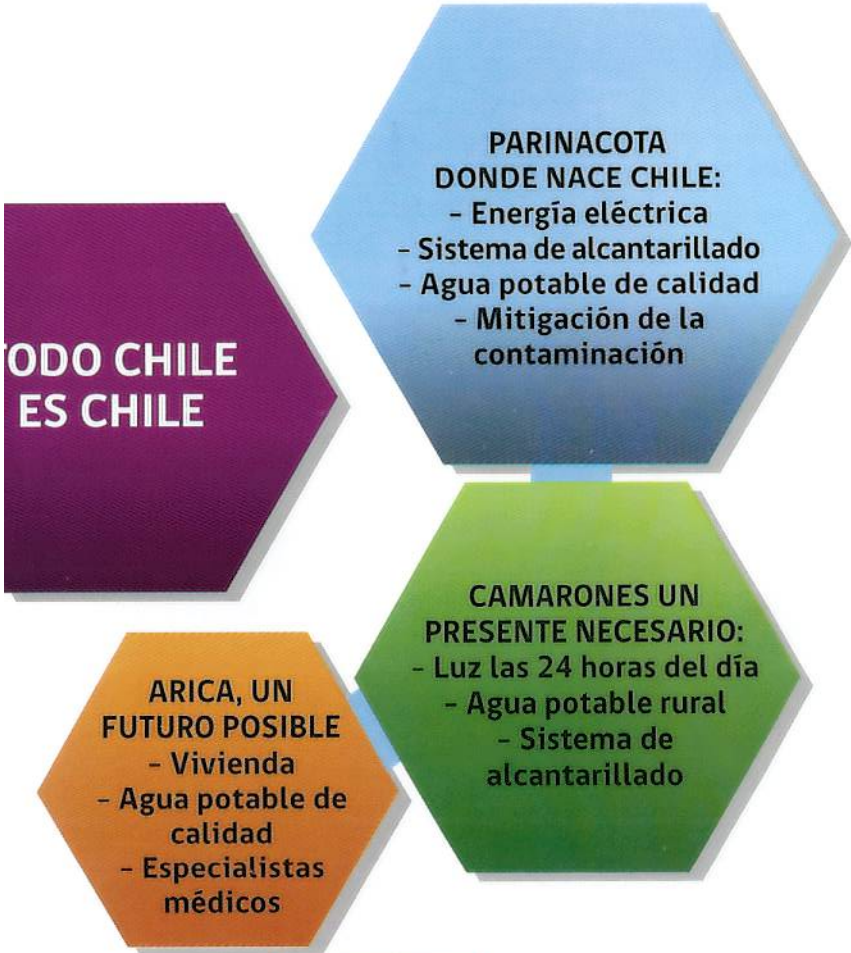 PARINACOTA
DONDE NACE CHILE:
– Energía eléctrica
– Sistema de alcantarillado
– Agua potable de calidad
– Mitigación de la
contaminación
TODO CHILE
ES CHILE
CAMARONES UN
PRESENTE NECESARIO:
– Luz las 24 horas del día
– Agua potable rural
– Sistema de
alcantarillado
ARICA, UN
FUTURO POSIBLE
– Vivienda
– Agua potable de
calidad
– Especialistas
médicos